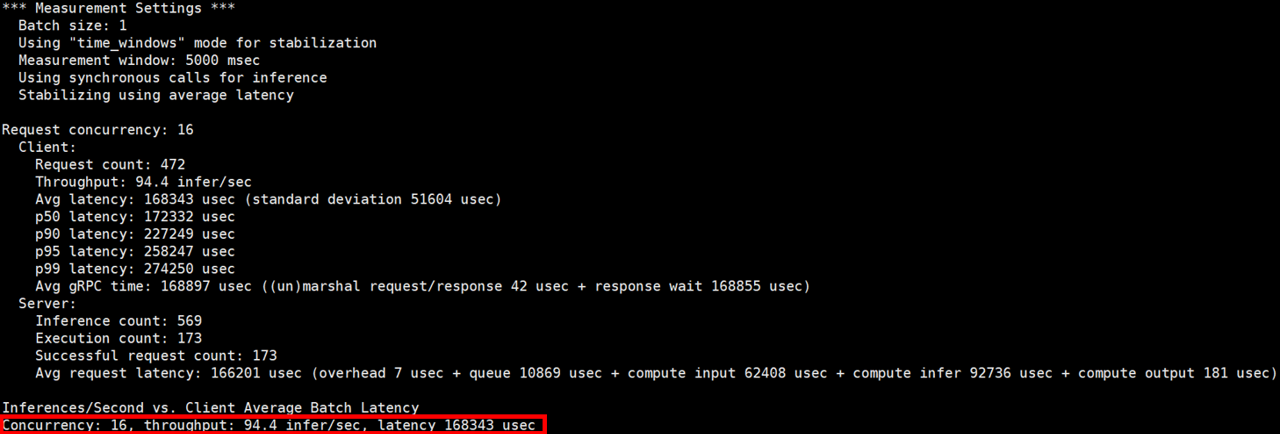 *** Measurement Settings ***
Batch size: 1
Using "time_windows" mode for stabilization
Measurement window: 5000 msec
Using synchronous calls for inference
Stabilizing using average latency
Request concurrency: 16
Client:
Request count: 472
Throughput: 94.4 infer/sec
Avg latency: 168343 usec (standard deviation 51604 usec)
p50 latency: 172332 usec
p90 latency: 227249 usec
p95 latency: 258247 usec
p99 latency: 274250 usec
Avg gRPC time: 168897 usec ((un)marshal request/response 42 usec + response wait 168855 usec)
Server:
Inference count: 569
Execution count: 173
Successful request count: 173
Avg request latency: 166201 usec (overhead 7 usec + queue 10869 usec + compute input 62408 usec + compute infer 92736 usec + compute output 181 usec)
Inferences/Second vs. Client Average Batch Latency
Concurrency: 16, throughput: 94.4 infer/sec, latency 168343 usec